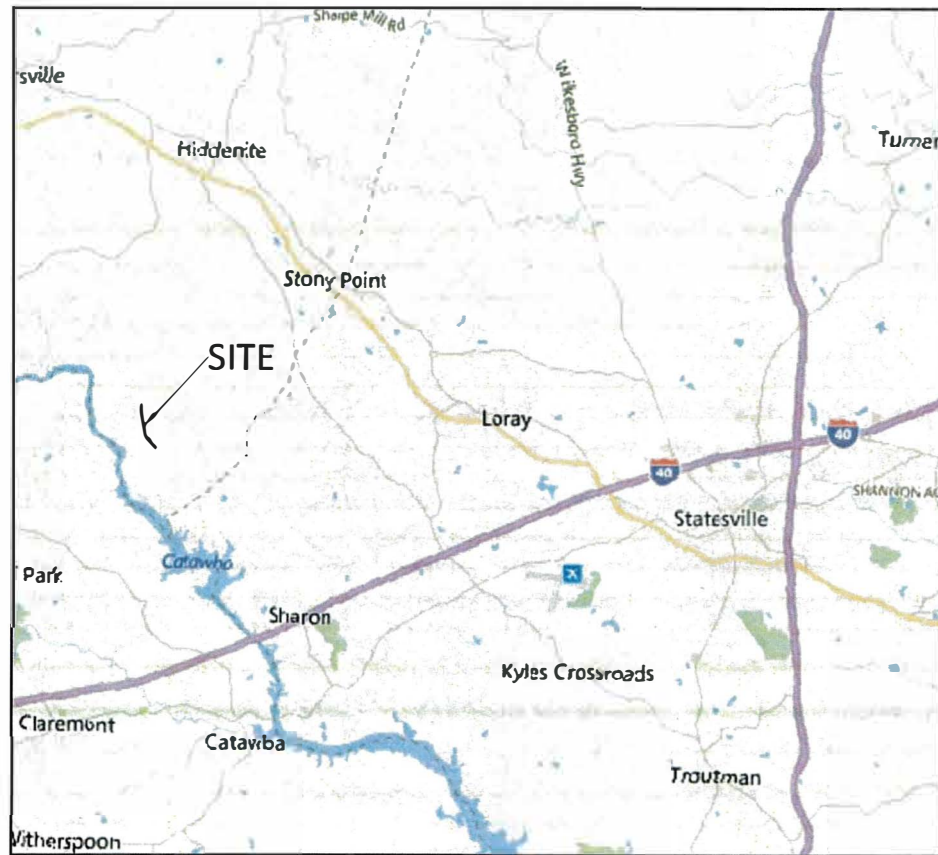 Sharpe Mill Rd
sville
Wilkesboro Hwy
Turner
Hiddenite
Stony Point
SITE
Loray
40
40
SHANNON AC
Statesville
Catawba
Park
Sharon
Kyles Crossroads
Claremont
Catawba
Troutman
Witherspoon